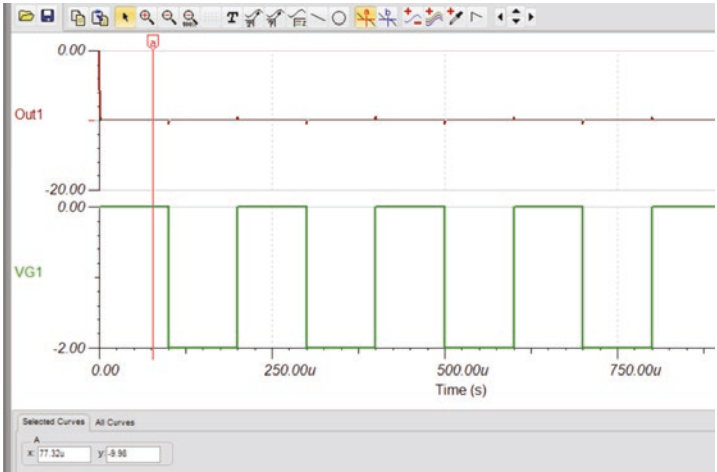 T
a
0.00
Out1
-20.00
0.00
VG1
-2.00
0.00 250.00u 500.00u 750.00u
Time (s)
Selected Curves All Curves
A
x: 77.32u y: -9.98